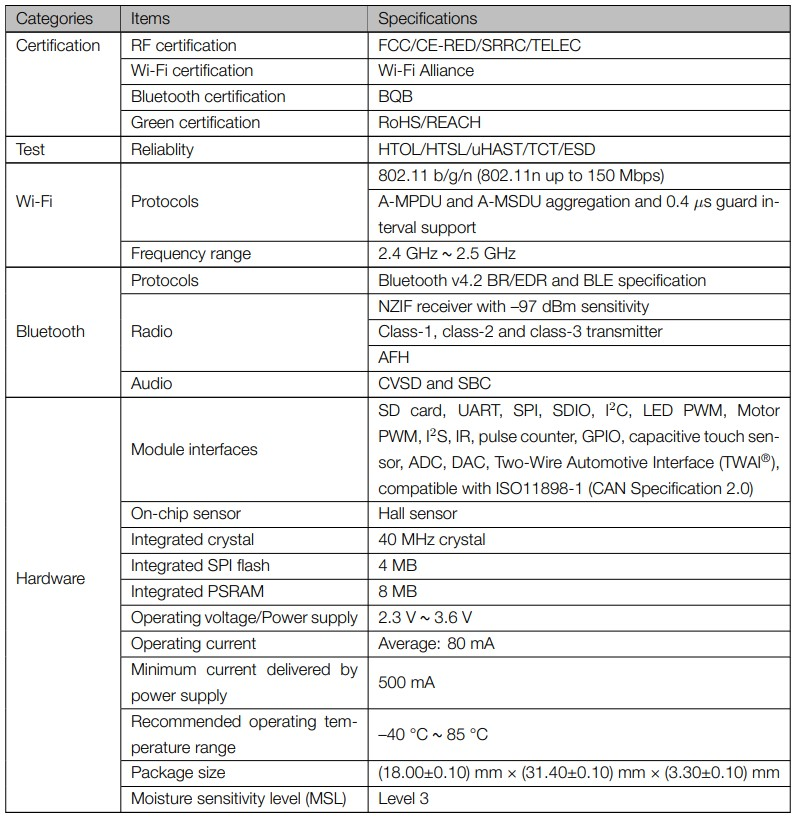 Categories Items Specifications
Certification RF certification FCC/CE-RED/SRRC/TELEC
Wi-Fi certification Wi-Fi Alliance
Bluetooth certification BQB
Green certification RoHS/REACH
Test Reliablity HTOL/HTSL/uHAST/TCT/ESD
Wi-Fi Protocols 802.11 b/g/n (802.11n up to 150 Mbps)
A-MPDU and A-MSDU aggregation and 0.4 μs guard in-
terval support
Frequency range 2.4 GHz ~ 2.5 GHz
Bluetooth Protocols Bluetooth v4.2 BR/EDR and BLE specification
Radio NZIF receiver with –97 dBm sensitivity
Class-1, class-2 and class-3 transmitter
AFH
Audio CVSD and SBC
Hardware Module interfaces SD card, UART, SPI, SDIO, I²C, LED PWM, Motor
PWM, I²S, IR, pulse counter, GPIO, capacitive touch sen-
sor, ADC, DAC, Two-Wire Automotive Interface (TWAI®),
compatible with ISO11898-1 (CAN Specification 2.0)
On-chip sensor Hall sensor
Integrated crystal 40 MHz crystal
Integrated SPI flash 4 MB
Integrated PSRAM 8 MB
Operating voltage/Power supply 2.3 V ~ 3.6 V
Operating current Average: 80 mA
Minimum current delivered by
power supply 500 mA
Recommended operating tem-
perature range –40 °C ~ 85 °C
Package size (18.00±0.10) mm × (31.40±0.10) mm × (3.30±0.10) mm
Moisture sensitivity level (MSL) Level 3